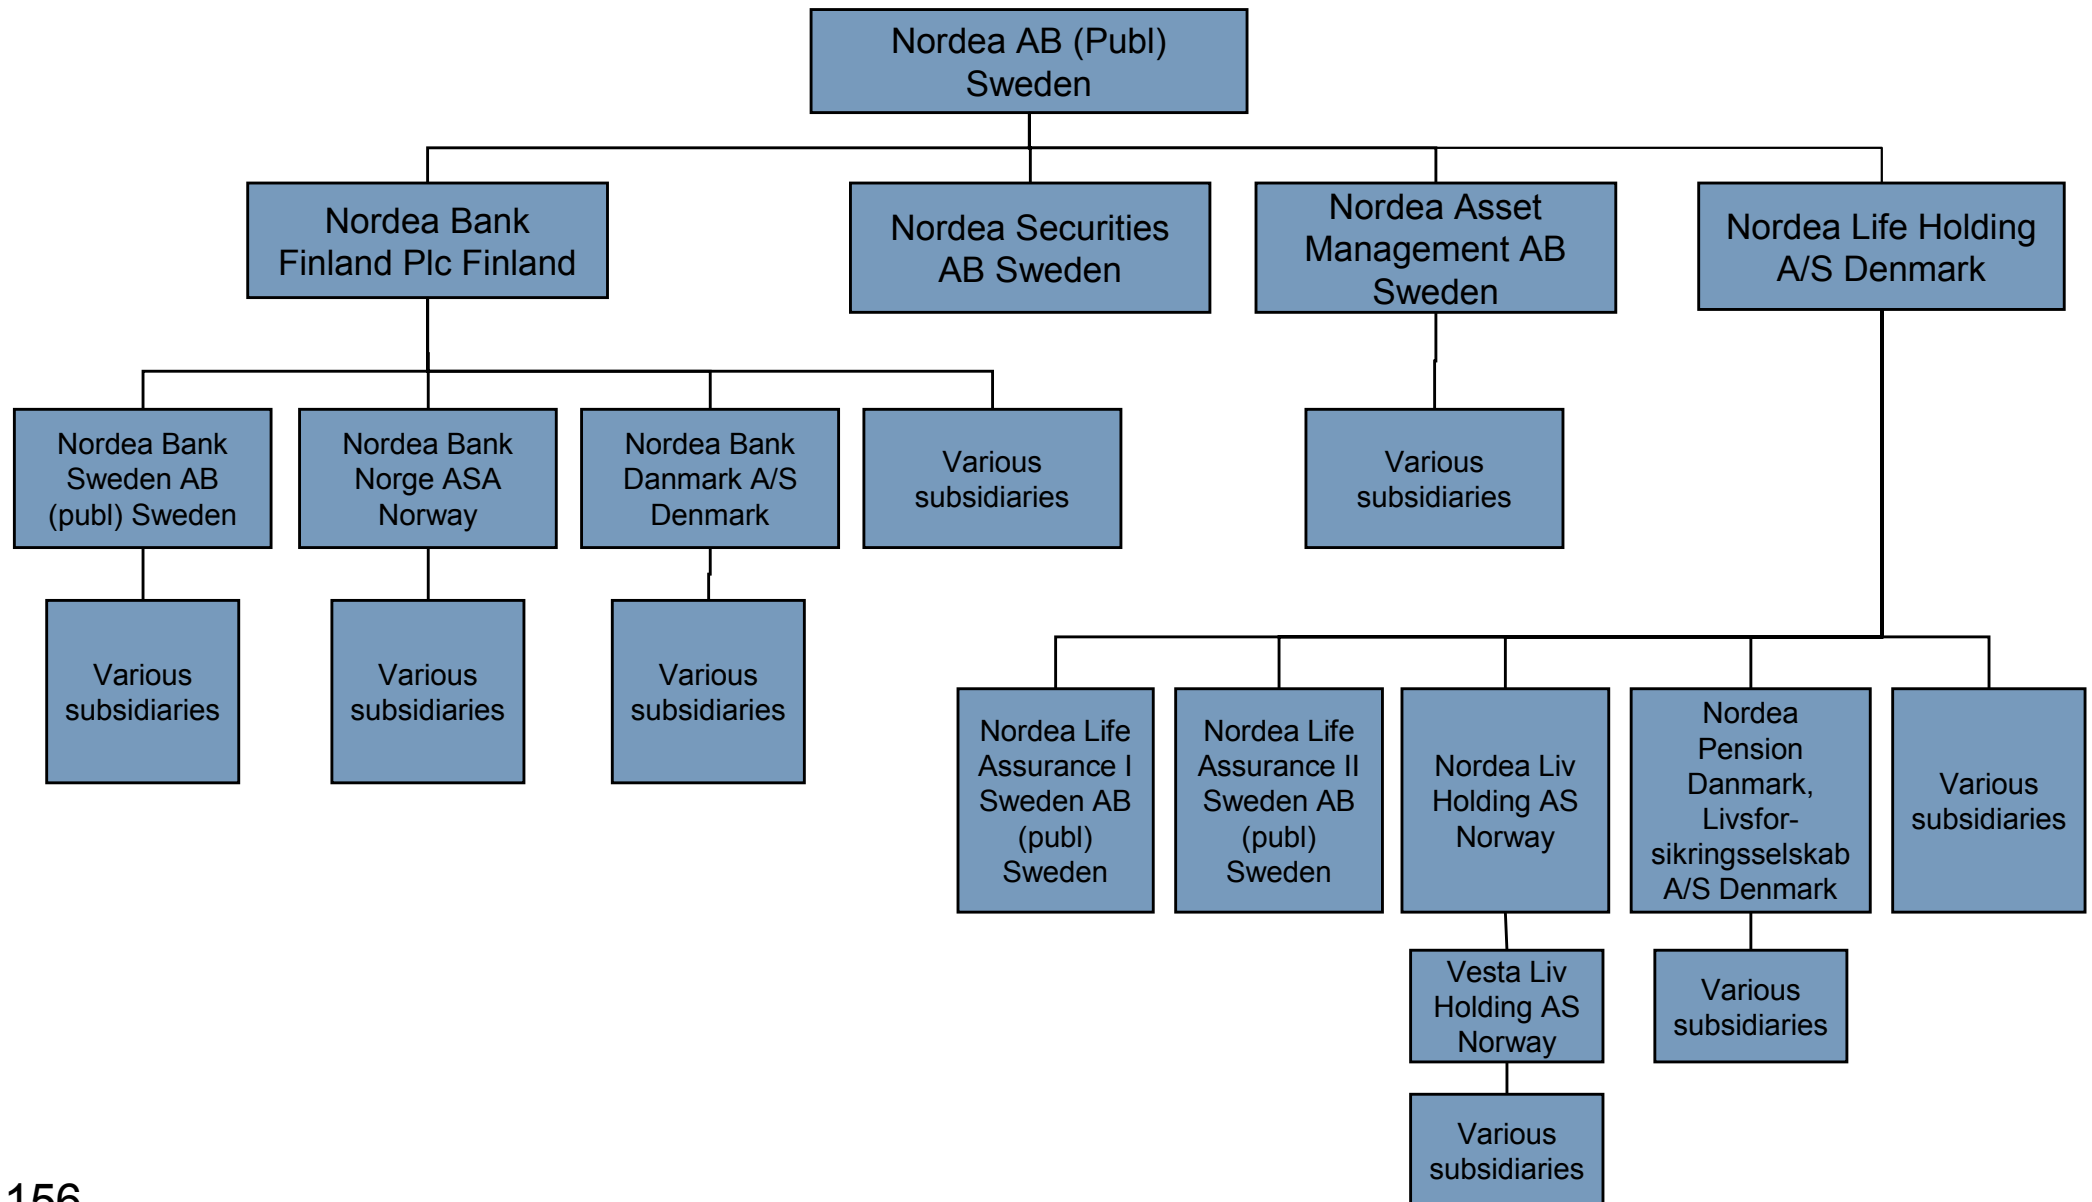 Nordea AB (Publ)
Sweden
Nordea Bank
Finland Plc Finland
Nordea Securities
AB Sweden
Nordea Asset
Management AB
Sweden
Nordea Life Holding
A/S Denmark
Nordea Bank
Sweden AB
(publ) Sweden
Nordea Bank
Norge ASA
Norway
Nordea Bank
Danmark A/S
Denmark
Various
subsidiaries
Various
subsidiaries
Various
subsidiaries
Various
subsidiaries
Various
subsidiaries
Nordea Life
Assurance I
Sweden AB
(publ)
Sweden
Nordea Life
Assurance II
Sweden AB
(publ)
Sweden
Nordea Liv
Holding AS
Norway
Nordea
Pension
Danmark,
Livsfor-
sikringsselskab
A/S Denmark
Various
subsidiaries
Vesta Liv
Holding AS
Norway
Various
subsidiaries
Various
subsidiaries
156